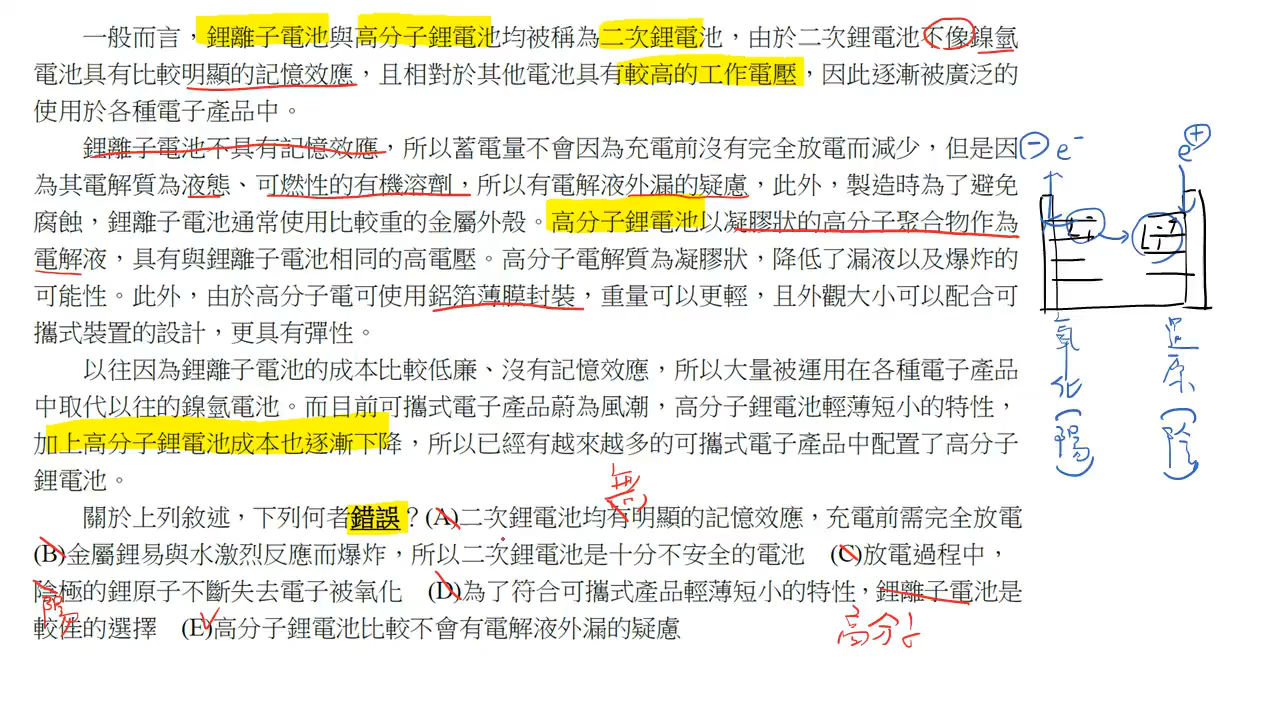 一般而言，鋰離子電池與高分子鋰電池均被稱為二次鋰電池，由於二次鋰電池不像鎳氫
電池具有比較明顯的記憶效應，且相對於其他電池具有較高的工作電壓，因此逐漸被廣泛的
使用於各種電子產品中。
鋰離子電池不具有記憶效應，所以蓄電量不會因為充電前沒有完全放電而減少，但是因
為其電解質為液態、可燃性的有機溶劑，所以有電解液外漏的疑慮，此外，製造時為了避免
腐蝕，鋰離子電池通常使用比較重的金屬外殼。高分子鋰電池以凝膠狀的高分子聚合物作為
電解液，具有與鋰離子電池相同的高電壓。高分子電解質為凝膠狀，降低了漏液以及爆炸的
可能性。此外，由於高分子電可使用鋁箔薄膜封裝，重量可以更輕，且外觀大小可以配合可
攜式裝置的設計，更具有彈性。
以往因為鋰離子電池的成本比較低廉、沒有記憶效應，所以大量被運用在各種電子產品
中取代以往的鎳氫電池。而目前可攜式電子產品蔚為風潮，高分子鋰電池輕薄短小的特性，
加上高分子鋰電池成本也逐漸下降，所以已經有越來越多的可攜式電子產品中配置了高分子
鋰電池。
無
關於上列敘述，下列何者錯誤？(A)二次鋰電池均有明顯的記憶效應，充電前需完全放電
(B)金屬鋰易與水激烈反應而爆炸，所以二次鋰電池是十分不安全的電池 (C)放電過程中，
陰極的鋰原子不斷失去電子被氧化 (D)為了符合可攜式產品輕薄短小的特性，鋰離子電池是
陽
較佳的選擇 (E)高分子鋰電池比較不會有電解液外漏的疑慮
高分子
− e⁻
e⁻ +
Li
Li⁺
氧化(陽)
還原(陰)